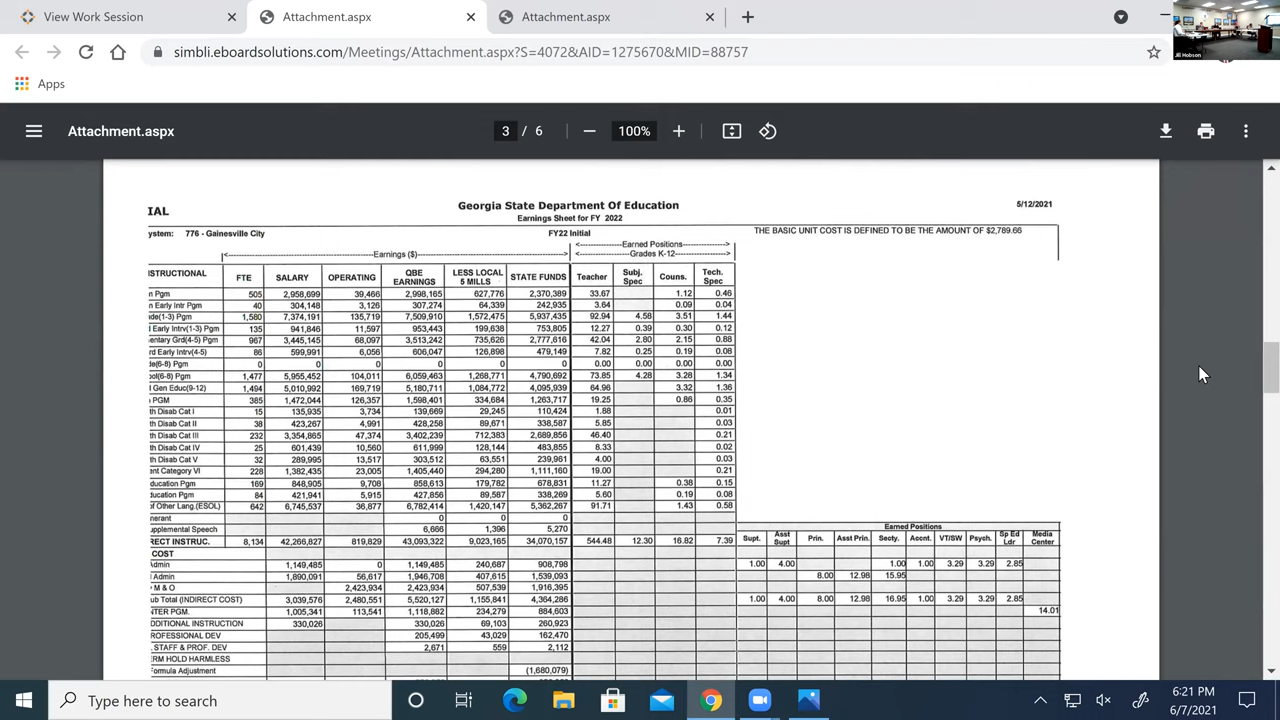 View Work Session
Attachment.aspx
Attachment.aspx
simbli.eboardsolutions.com/Meetings/Attachment.aspx?S=4072&AID=1275670&MID=88757
Jill Hobson
Apps
Attachment.aspx
3 / 6
100%
IAL
Georgia State Department Of Education
5/12/2021
Earnings Sheet for FY 2022
ystem: 776 - Gainesville City
FY22 Initial
THE BASIC UNIT COST IS DEFINED TO BE THE AMOUNT OF $2,789.66
Earnings ($)
Earned Positions
Grades K-12
NSTRUCTIONAL FTE SALARY OPERATING QBE EARNINGS LESS LOCAL 5 MILLS STATE FUNDS Teacher Subj. Spec Couns. Tech. Spec
n Pgm 505 2,958,699 39,466 2,998,165 627,776 2,370,389 33.67 1.12 0.46
n Early Intr Pgm 40 304,148 3,126 307,274 64,339 242,935 3.64 0.09 0.04
de(1-3) Pgm 1,580 7,374,191 135,719 7,509,910 1,572,475 5,937,435 92.94 4.58 3.51 1.44
d Early Intrv(1-3) Pgm 135 941,846 11,597 953,443 199,638 753,805 12.27 0.39 0.30 0.12
entary Grd(4-5) Pgm 967 3,445,145 68,097 3,513,242 735,626 2,777,616 42.04 2.80 2.15 0.88
rd Early Intrv(4-5) 86 599,991 6,056 606,047 126,898 479,149 7.82 0.25 0.19 0.08
de(6-8) Pgm 0 0 0 0 0 0 0.00 0.00 0.00 0.00
ool(6-8) Pgm 1,477 5,955,452 104,011 6,059,463 1,268,771 4,790,692 73.85 4.28 3.28 1.34
l Gen Educ(9-12) 1,494 5,010,992 169,719 5,180,711 1,084,772 4,095,939 64.96 3.32 1.36
PGM 385 1,472,044 126,357 1,598,401 334,684 1,263,717 19.25 0.86 0.35
th Disab Cat I 15 135,935 3,734 139,669 29,245 110,424 1.88 0.01
th Disab Cat II 38 423,267 4,991 428,258 89,671 338,587 5.85 0.03
th Disab Cat III 232 3,354,865 47,374 3,402,239 712,383 2,689,856 46.40 0.21
th Disab Cat IV 25 601,439 10,560 611,999 128,144 483,855 8.33 0.02
th Disab Cat V 32 289,995 13,517 303,512 63,551 239,961 4.00 0.03
ent Category VI 228 1,382,435 23,005 1,405,440 294,280 1,111,160 19.00 0.21
ducation Pgm 169 848,905 9,708 858,613 179,782 678,831 11.27 0.38 0.15
ducation Pgm 84 421,941 5,915 427,856 89,587 338,269 5.60 0.19 0.08
of Other Lang.(ESOL) 642 6,745,537 36,877 6,782,414 1,420,147 5,362,267 91.71 1.43 0.58
nerant 0 0 0
upplemental Speech 6,666 1,396 5,270
RECT INSTRUC. 8,134 42,266,827 819,829 43,093,322 9,023,165 34,070,157 544.48 12.30 16.82 7.39
Earned Positions
Supt. Asst Supt Prin. Asst Prin. Secty. Accnt. VT/SW Psych. Sp Ed Ldr Media Center
COST
Admin 1,149,485 0 1,149,485 240,687 908,798 1.00 4.00 1.00 1.00 3.29 3.29 2.85
l Admin 1,890,091 56,617 1,946,708 407,615 1,539,093 8.00 12.98 15.95
M & O 2,423,934 2,423,934 507,539 1,916,395
ub Total (INDIRECT COST) 3,039,576 2,480,551 5,520,127 1,155,841 4,364,286 1.00 4.00 8.00 12.98 16.95 1.00 3.29 3.29 2.85
NTER PGM. 1,005,341 113,541 1,118,882 234,279 884,603 14.01
DDITIONAL INSTRUCTION 330,026 330,026 69,103 260,923
ROFESSIONAL DEV 205,499 43,029 162,470
. STAFF & PROF. DEV 2,671 559 2,112
ERM HOLD HARMLESS
Formula Adjustment (1,680,079)
Type here to search
6:21 PM
6/7/2021